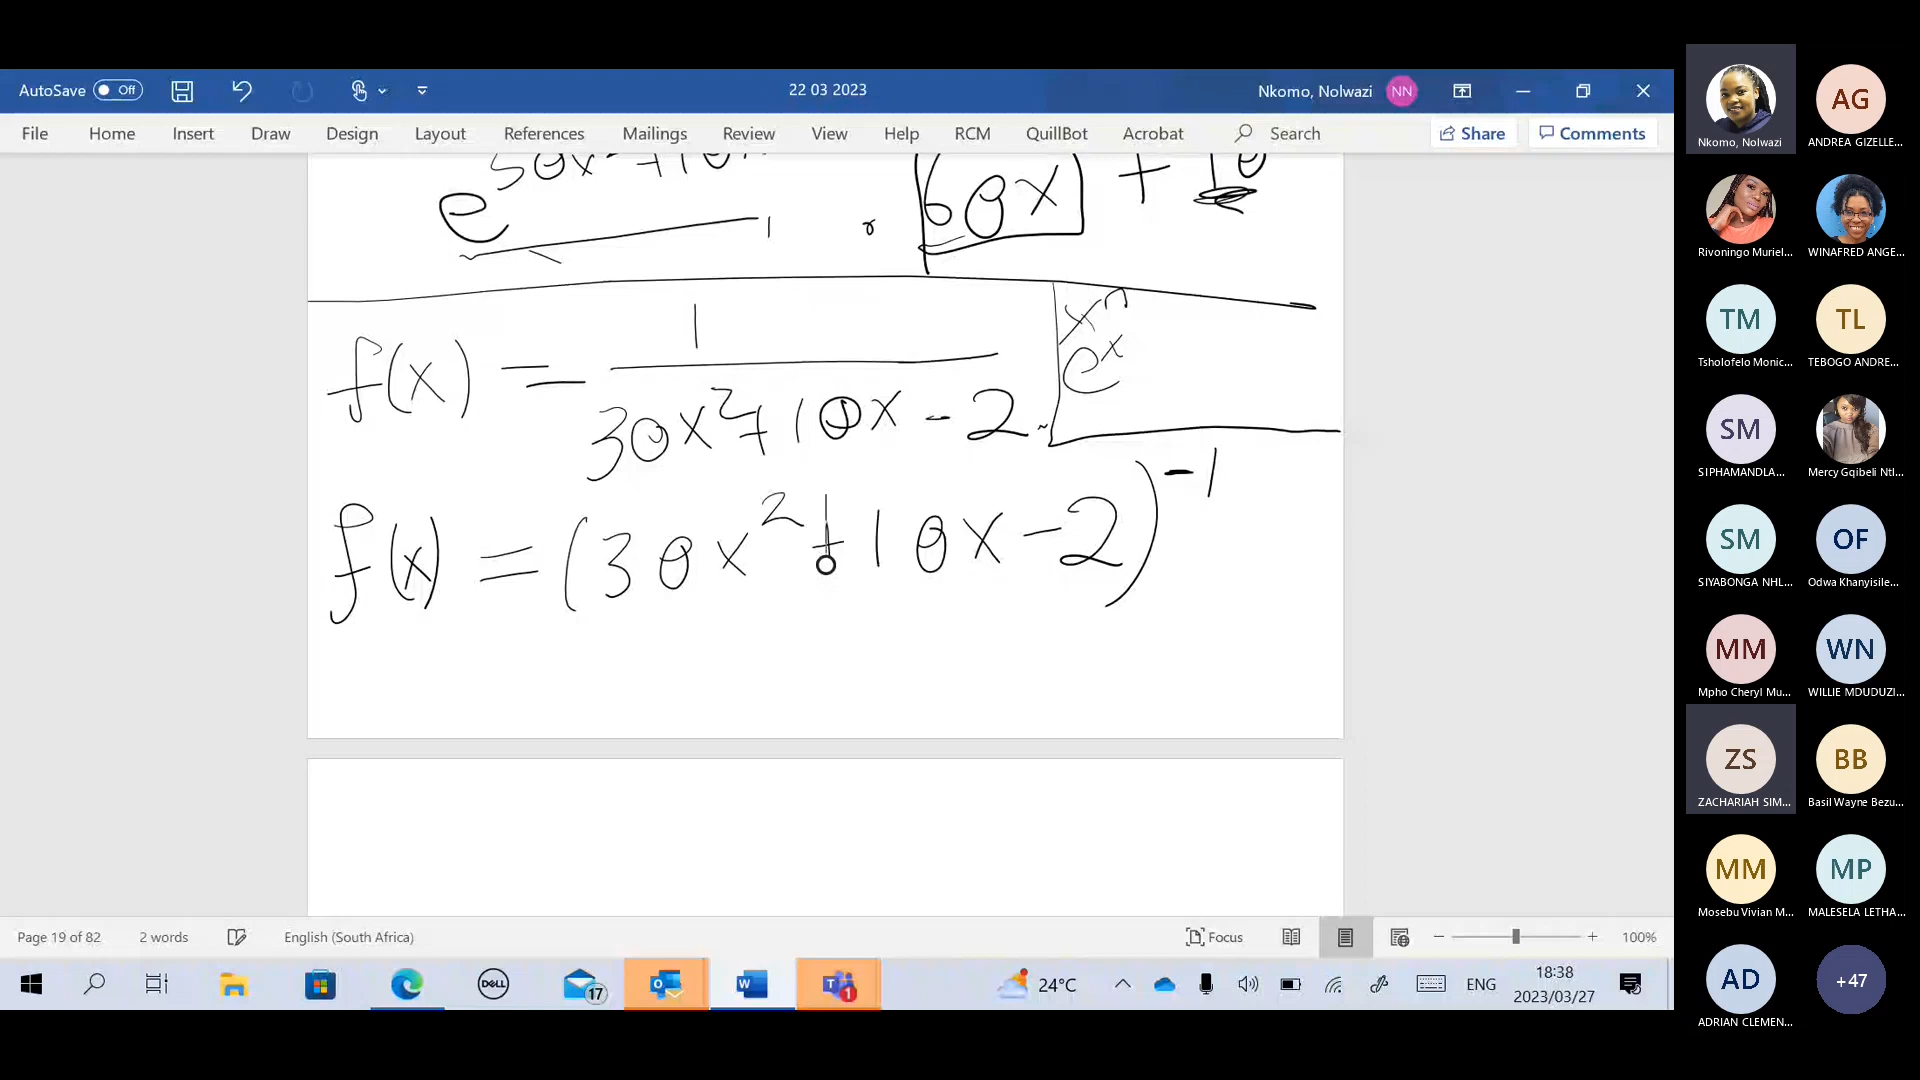 AutoSave Off 22 03 2023 Nkomo, Nolwazi NN
File Home Insert Draw Design Layout References Mailings Review View Help RCM QuillBot Acrobat Search Share Comments
e 60x + 10
f(x) = 1
30x² + 10x - 2
xⁿ
eˣ
f(x) = (30x² + 10x - 2)⁻¹
Page 19 of 82 2 words English (South Africa) Focus 100%
DELL 17 1 24°C ENG 18:38
2023/03/27
AG
Nkomo, Nolwazi ANDREA GIZELLE...
Rivoningo Muriel... WINAFRED ANGE...
TM TL
Tsholofelo Monic... TEBOGO ANDRE...
SM
SIPHAMANDLA... Mercy Gqibeli Ntl...
SM OF
SIYABONGA NHL... Odwa Khanyisile...
MM WN
Mpho Cheryl Mu... WILLIE MDUDUZI...
ZS BB
ZACHARIAH SIM... Basil Wayne Bezu...
MM MP
Mosebu Vivian M... MALESELA LETHA...
AD +47
ADRIAN CLEMEN...